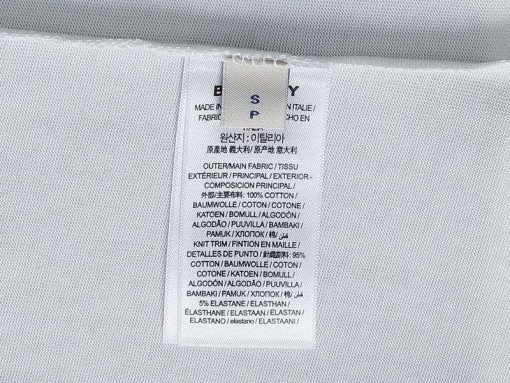 S
P
MADE IN EN ITALIE /
원산지 : 이탈리아
原產地 義大利 / 原产地 意大利
OUTER/MAIN FABRIC / TISSU
EXTÉRIEUR / PRINCIPAL / EXTERIOR -
COMPOSICION PRINCIPAL /
外部/主要布料: 100% COTTON /
BAUMWOLLE / COTON / COTONE /
KATOEN / BOMULL / ALGODÓN /
ALGODÃO / PUUVILLA / BAMBAKI /
PAMUK / ХЛОПОК / 棉/ قطن /
KNIT TRIM / FINTION EN MAILLE /
DETALLES DE PUNTO / 針織面料: 95%
COTTON / BAUMWOLLE / COTON /
COTONE / KATOEN / BOMULL /
ALGODÓN / ALGODÃO / PUUVILLA /
BAMBAKI / PAMUK / ХЛОПОК / 棉/ قطن /
5% ELASTANE / ELASTHAN /
ÉLASTHANE / ELASTAAN / ELASTAN /
ELASTANO / elastano / ELASTAANI /